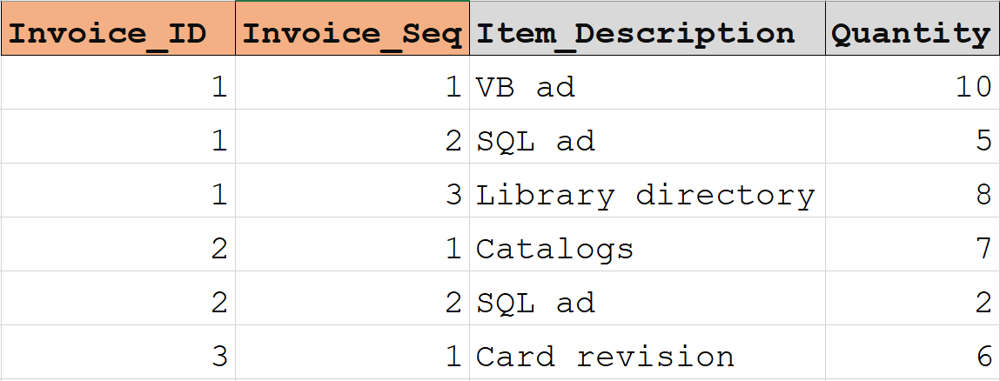 Invoice_ID Invoice_Seq Item_Description Quantity
1 1 VB ad 10
1 2 SQL ad 5
1 3 Library directory 8
2 1 Catalogs 7
2 2 SQL ad 2
3 1 Card revision 6